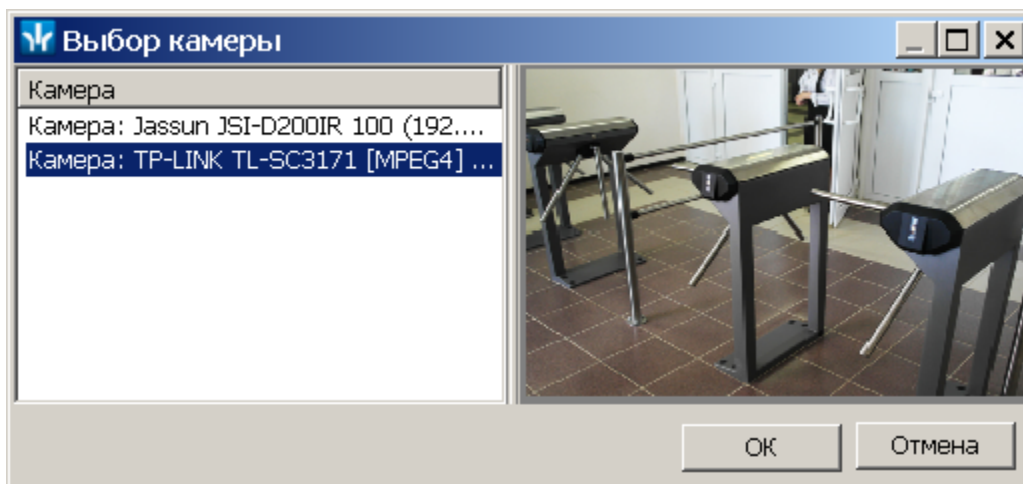 Выбор камеры
Камера
Камера: Jassun JSI-D200IR 100 (192....
Камера: TP-LINK TL-SC3171 [MPEG4] ...
ОК
Отмена